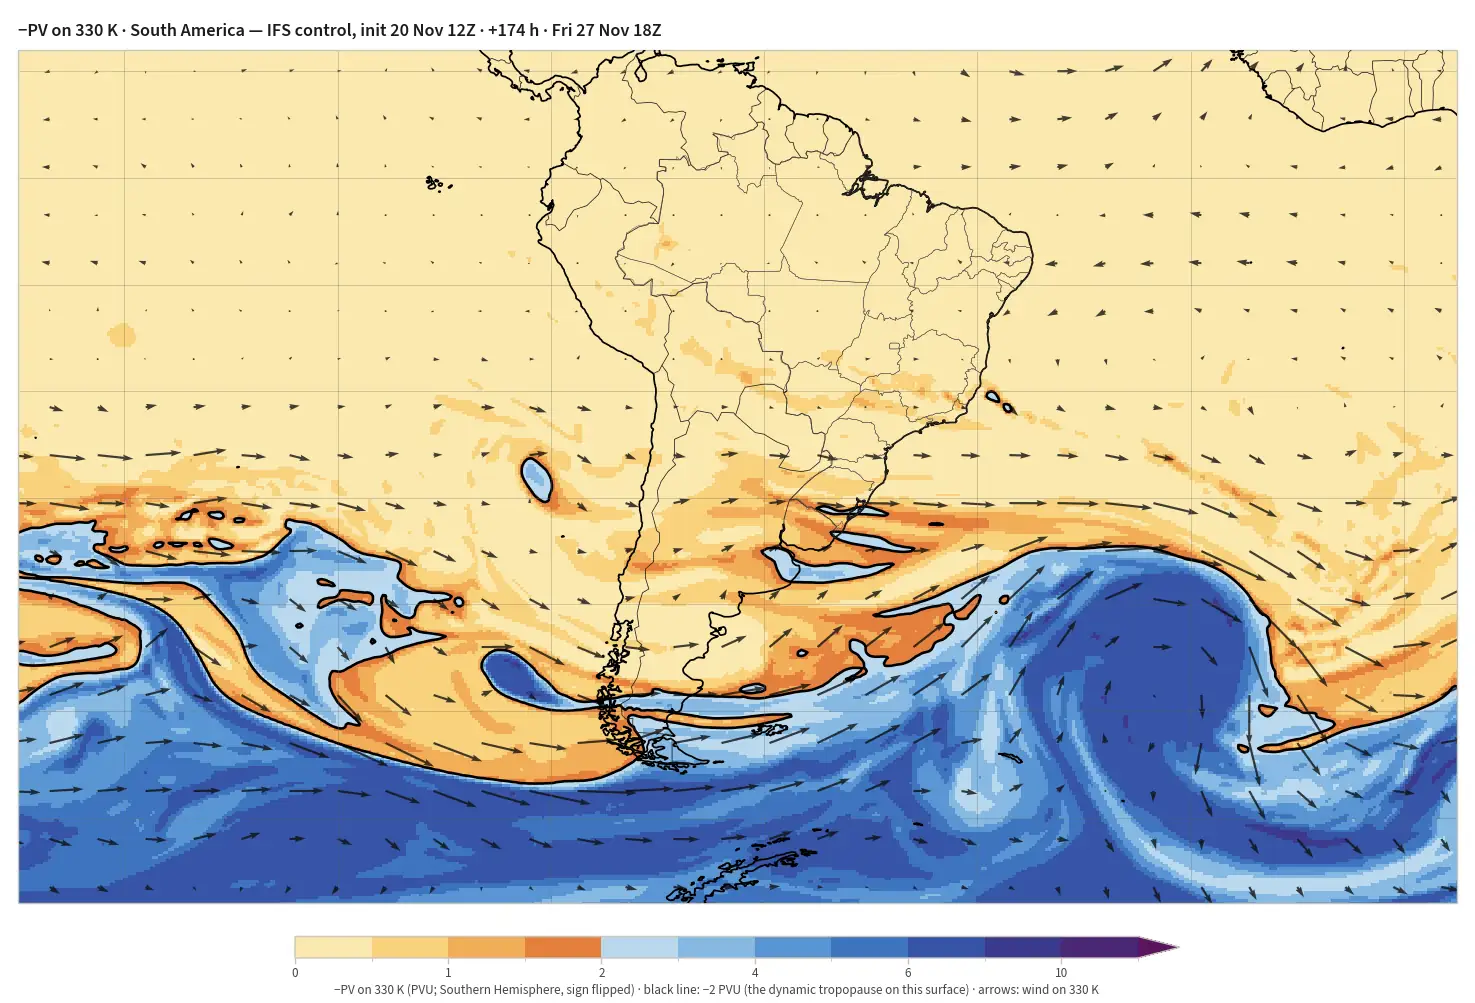 −PV on 330 K · South America — IFS control, init 20 Nov 12Z · +174 h · Fri 27 Nov 18Z
0 1 2 4 6 10
−PV on 330 K (PVU; Southern Hemisphere, sign flipped) · black line: −2 PVU (the dynamic tropopause on this surface) · arrows: wind on 330 K